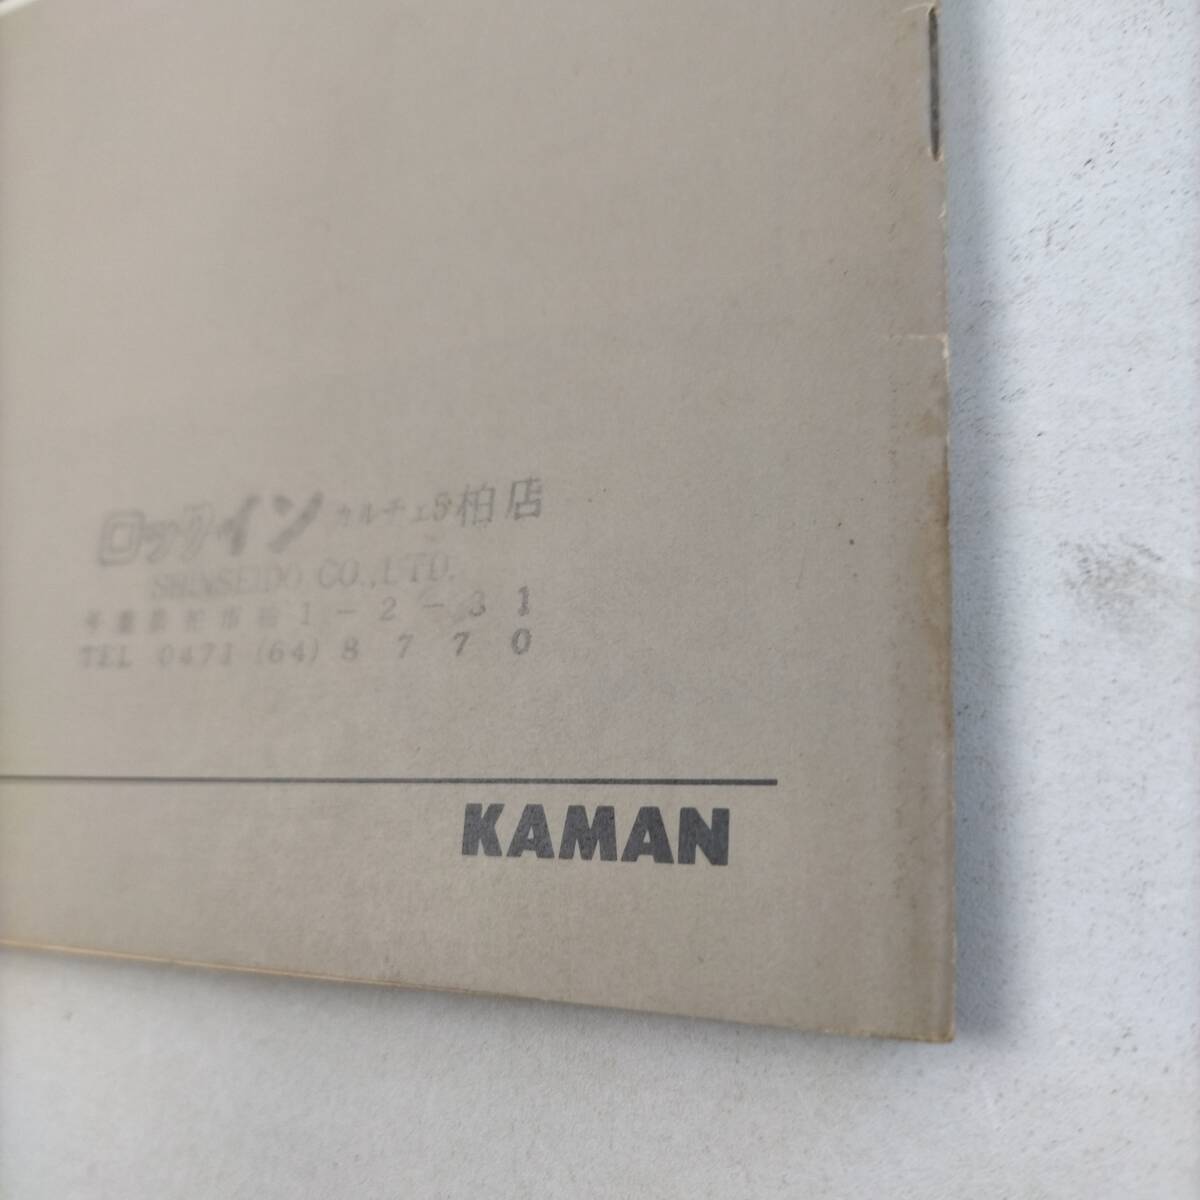 ロックイン カルチェ5柏店
SHINSEIDO CO.,LTD.
千葉県柏市柏1-2-31
TEL 0471 (64) 8770
KAMAN